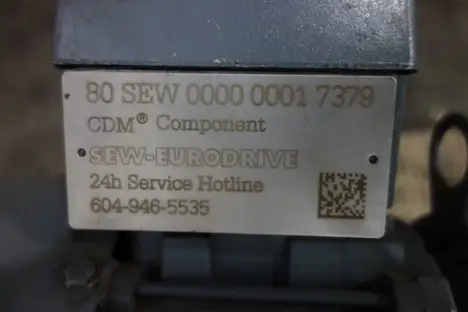 80 SEW 0000 0001 7379
CDM® Component
SEW-EURODRIVE
24h Service Hotline
604-946-5535